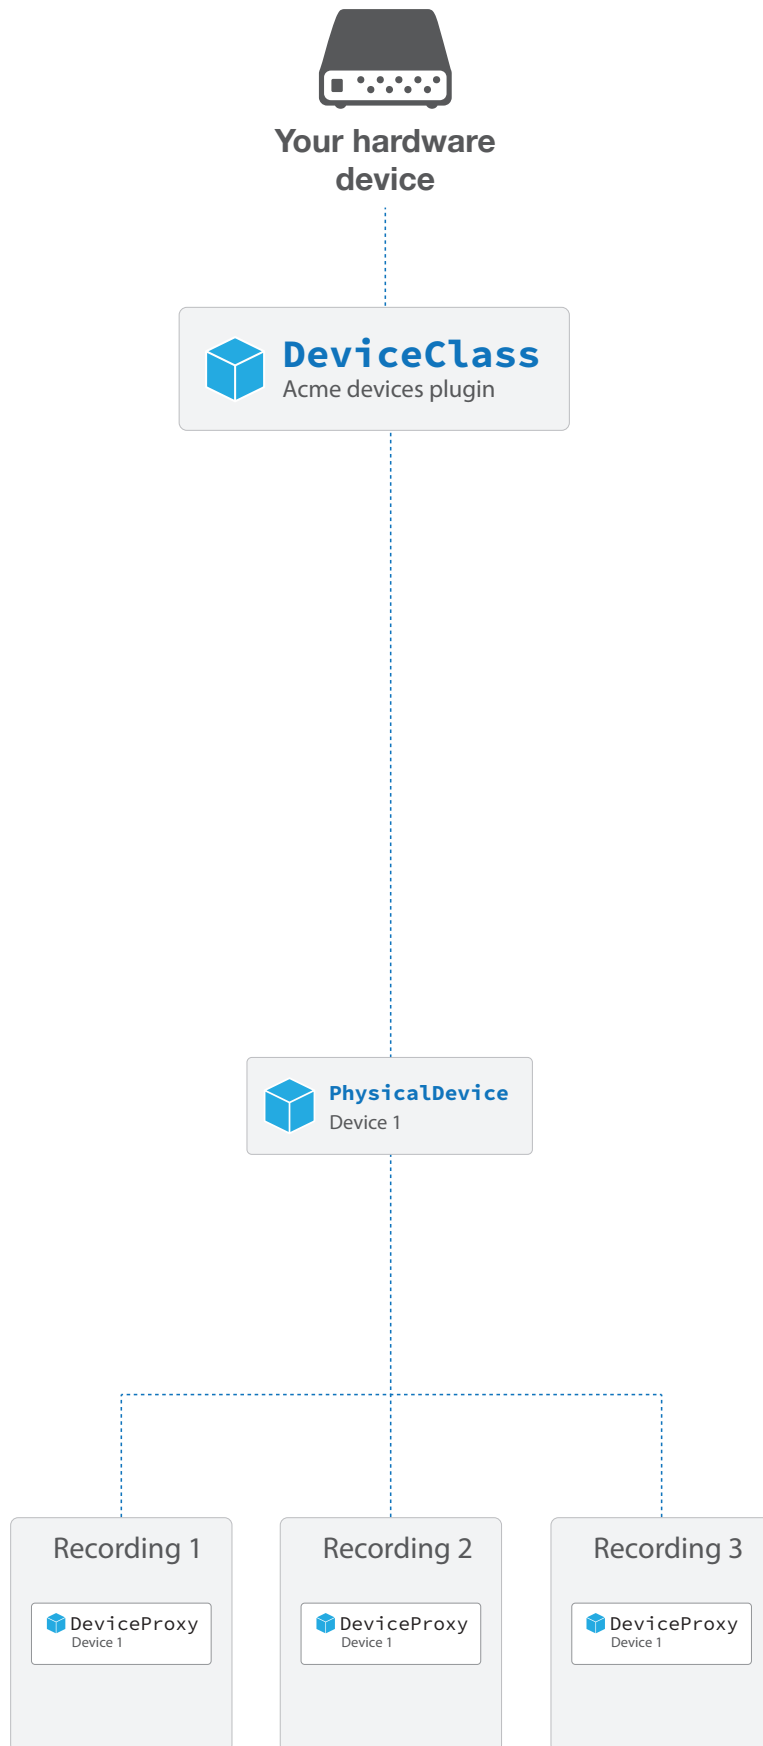 Your hardware
device
DeviceClass
Acme devices plugin
PhysicalDevice
Device 1
Recording 1
DeviceProxy
Device 1
Recording 2
DeviceProxy
Device 1
Recording 3
DeviceProxy
Device 1